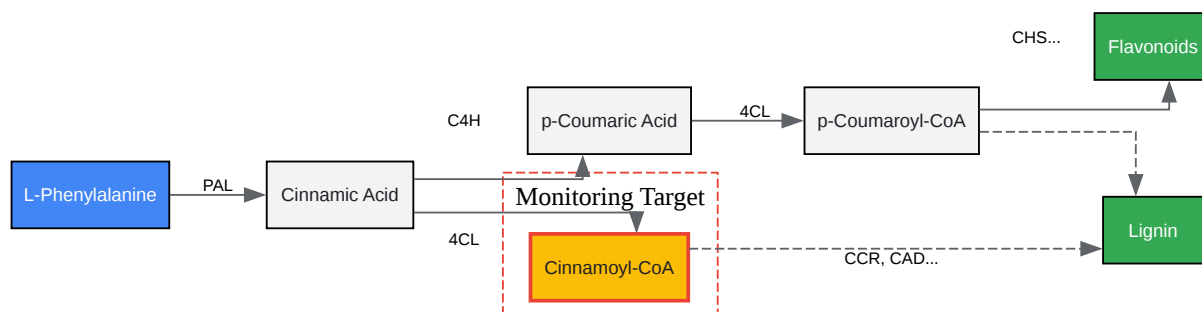 CHS...
Flavonoids
C4H
p-Coumaric Acid
4CL
p-Coumaroyl-CoA
L-Phenylalanine
PAL
Cinnamic Acid
Monitoring Target
4CL
Cinnamoyl-CoA
CCR, CAD...
Lignin